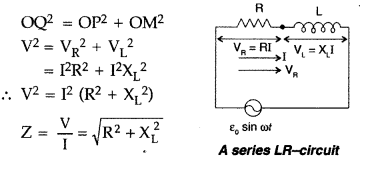 OQ² = OP² + OM²
V² = V_R² + V_L²
= I²R² + I²X_L²
∴ V² = I² (R² + X_L²)
Z = V/I = √(R² + X_L²)
R
L
V_R = RI
V_L = X_LI
I
V_R
ε₀ sin ωt
A series LR–circuit